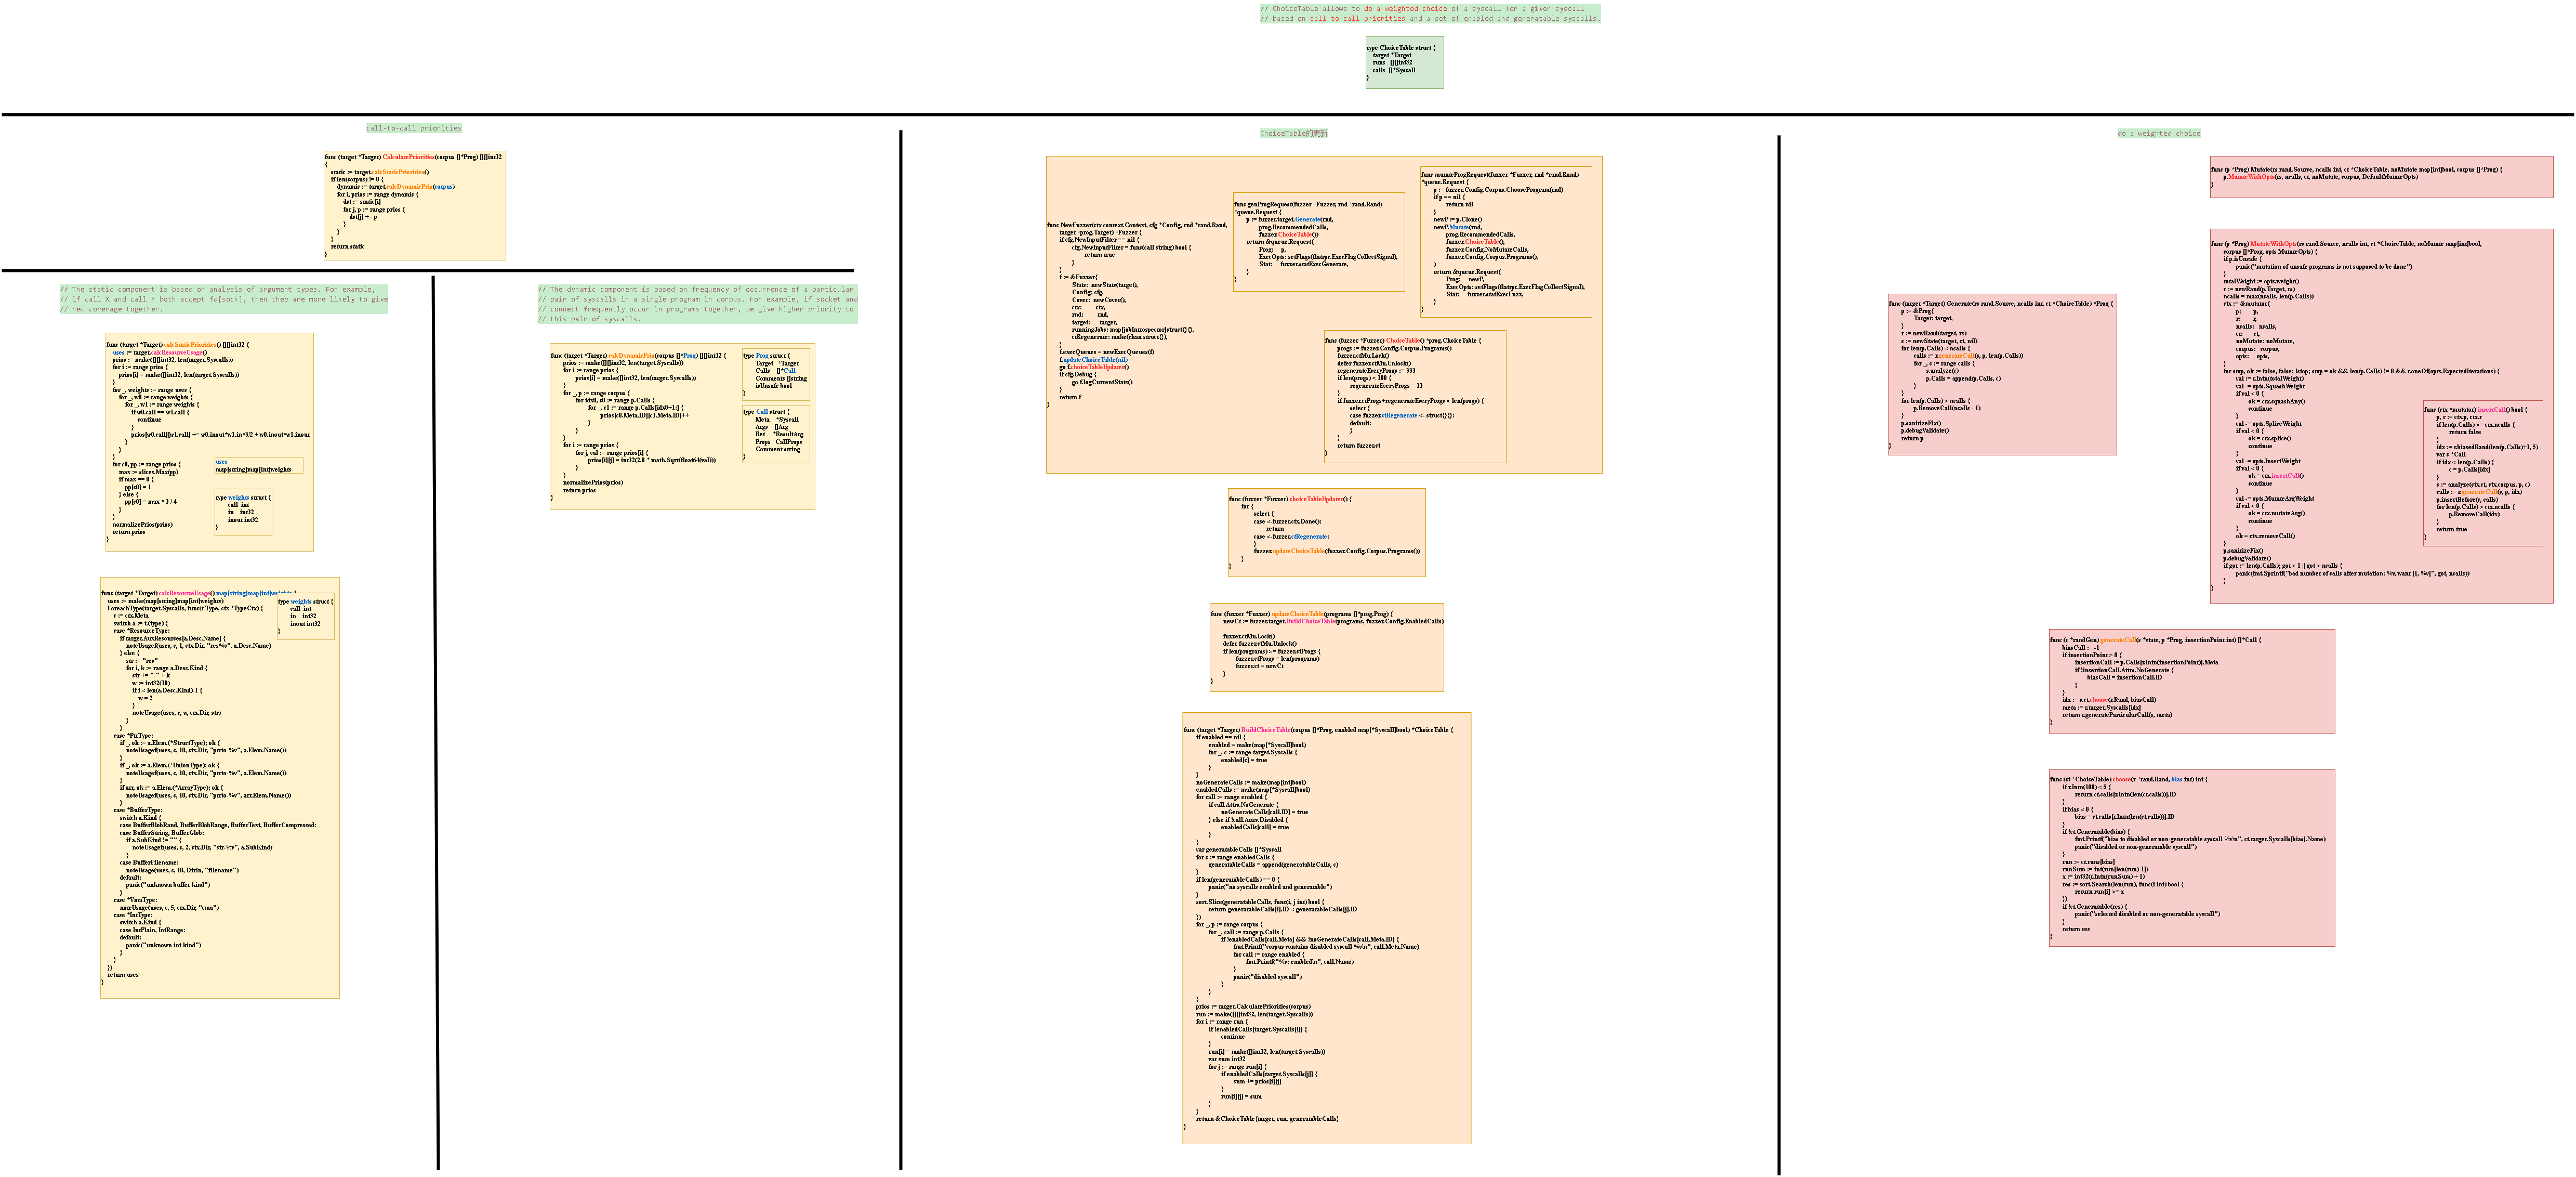 // ChoiceTable allows to do a weighted choice of a syscall for a given syscall
// based on call-to-call priorities and a set of enabled and generatable syscalls.
type ChoiceTable struct {
target *Target
runs [][]int32
calls []*Syscall
}
call-to-call priorities
func (target *Target) CalculatePriorities(corpus []*Prog) [][]int32
{
static := target.calcStaticPriorities()
if len(corpus) != 0 {
dynamic := target.calcDynamicPrio(corpus)
for i, prios := range dynamic {
dst := static[i]
for j, p := range prios {
dst[j] += p
}
}
}
return static
}
// The static component is based on analysis of argument types. For example,
// if call X and call Y both accept fd[sock], then they are more likely to give
// new coverage together.
func (target *Target) calcStaticPriorities() [][]int32 {
uses := target.calcResourceUsage()
prios := make([][]int32, len(target.Syscalls))
for i := range prios {
prios[i] = make([]int32, len(target.Syscalls))
}
for _, weights := range uses {
for _, w0 := range weights {
for _, w1 := range weights {
if w0.call == w1.call {
continue
}
prios[w0.call][w1.call] += w0.inout*w1.in*3/2 + w0.inout*w1.inout
}
}
}
for c0, pp := range prios {
max := slices.Max(pp)
if max == 0 {
pp[c0] = 1
} else {
pp[c0] = max * 3 / 4
}
}
normalizePrios(prios)
return prios
}
uses
map[string]map[int]weights
type weights struct {
call int
in int32
inout int32
}
func (target *Target) calcResourceUsage() map[string]map[int]weights {
uses := make(map[string]map[int]weights)
ForeachType(target.Syscalls, func(t Type, ctx *TypeCtx) {
c := ctx.Meta
switch a := t.(type) {
case *ResourceType:
if target.AuxResources[a.Desc.Name] {
noteUsagef(uses, c, 1, ctx.Dir, "res%v", a.Desc.Name)
} else {
str := "res"
for i, k := range a.Desc.Kind {
str += "-" + k
w := int32(10)
if i < len(a.Desc.Kind)-1 {
w = 2
}
noteUsage(uses, c, w, ctx.Dir, str)
}
}
case *PtrType:
if _, ok := a.Elem.(*StructType); ok {
noteUsagef(uses, c, 10, ctx.Dir, "ptrto-%v", a.Elem.Name())
}
if _, ok := a.Elem.(*UnionType); ok {
noteUsagef(uses, c, 10, ctx.Dir, "ptrto-%v", a.Elem.Name())
}
if arr, ok := a.Elem.(*ArrayType); ok {
noteUsagef(uses, c, 10, ctx.Dir, "ptrto-%v", arr.Elem.Name())
}
case *BufferType:
switch a.Kind {
case BufferBlobRand, BufferBlobRange, BufferText, BufferCompressed:
case BufferString, BufferGlob:
if a.SubKind != "" {
noteUsagef(uses, c, 2, ctx.Dir, "str-%v", a.SubKind)
}
case BufferFilename:
noteUsage(uses, c, 10, DirIn, "filename")
default:
panic("unknown buffer kind")
}
case *VmaType:
noteUsage(uses, c, 5, ctx.Dir, "vma")
case *IntType:
switch a.Kind {
case IntPlain, IntRange:
default:
panic("unknown int kind")
}
}
})
return uses
}
type weights struct {
call int
in int32
inout int32
}
// The dynamic component is based on frequency of occurrence of a particular
// pair of syscalls in a single program in corpus. For example, if socket and
// connect frequently occur in programs together, we give higher priority to
// this pair of syscalls.
func (target *Target) calcDynamicPrio(corpus []*Prog) [][]int32 {
prios := make([][]int32, len(target.Syscalls))
for i := range prios {
prios[i] = make([]int32, len(target.Syscalls))
}
for _, p := range corpus {
for idx0, c0 := range p.Calls {
for _, c1 := range p.Calls[idx0+1:] {
prios[c0.Meta.ID][c1.Meta.ID]++
}
}
}
for i := range prios {
for j, val := range prios[i] {
prios[i][j] = int32(2.0 * math.Sqrt(float64(val)))
}
}
normalizePrios(prios)
return prios
}
type Prog struct {
Target *Target
Calls []*Call
Comments []string
isUnsafe bool
}
type Call struct {
Meta *Syscall
Args []Arg
Ret *ResultArg
Props CallProps
Comment string
}
ChoiceTable的更新
func NewFuzzer(ctx context.Context, cfg *Config, rnd *rand.Rand,
target *prog.Target) *Fuzzer {
if cfg.NewInputFilter == nil {
cfg.NewInputFilter = func(call string) bool {
return true
}
}
f := &Fuzzer{
Stats: newStats(target),
Config: cfg,
Cover: newCover(),
ctx: ctx,
rnd: rnd,
target: target,
runningJobs: map[jobIntrospector]struct{}{},
ctRegenerate: make(chan struct{}),
}
f.execQueues = newExecQueues(f)
f.updateChoiceTable(nil)
go f.choiceTableUpdater()
if cfg.Debug {
go f.logCurrentStats()
}
return f
}
func genProgRequest(fuzzer *Fuzzer, rnd *rand.Rand)
*queue.Request {
p := fuzzer.target.Generate(rnd,
prog.RecommendedCalls,
fuzzer.ChoiceTable())
return &queue.Request{
Prog: p,
ExecOpts: setFlags(flatrpc.ExecFlagCollectSignal),
Stat: fuzzer.statExecGenerate,
}
}
func mutateProgRequest(fuzzer *Fuzzer, rnd *rand.Rand)
*queue.Request {
p := fuzzer.Config.Corpus.ChooseProgram(rnd)
if p == nil {
return nil
}
newP := p.Clone()
newP.Mutate(rnd,
prog.RecommendedCalls,
fuzzer.ChoiceTable(),
fuzzer.Config.NoMutateCalls,
fuzzer.Config.Corpus.Programs(),
)
return &queue.Request{
Prog: newP,
ExecOpts: setFlags(flatrpc.ExecFlagCollectSignal),
Stat: fuzzer.statExecFuzz,
}
}
func (fuzzer *Fuzzer) ChoiceTable() *prog.ChoiceTable {
progs := fuzzer.Config.Corpus.Programs()
fuzzer.ctMu.Lock()
defer fuzzer.ctMu.Unlock()
regenerateEveryProgs := 333
if len(progs) < 100 {
regenerateEveryProgs = 33
}
if fuzzer.ctProgs+regenerateEveryProgs < len(progs) {
select {
case fuzzer.ctRegenerate <- struct{}{}:
default:
}
}
return fuzzer.ct
}
func (fuzzer *Fuzzer) choiceTableUpdater() {
for {
select {
case <-fuzzer.ctx.Done():
return
case <-fuzzer.ctRegenerate:
}
fuzzer.updateChoiceTable(fuzzer.Config.Corpus.Programs())
}
}
func (fuzzer *Fuzzer) updateChoiceTable(programs []*prog.Prog) {
newCt := fuzzer.target.BuildChoiceTable(programs, fuzzer.Config.EnabledCalls)
fuzzer.ctMu.Lock()
defer fuzzer.ctMu.Unlock()
if len(programs) >= fuzzer.ctProgs {
fuzzer.ctProgs = len(programs)
fuzzer.ct = newCt
}
}
func (target *Target) BuildChoiceTable(corpus []*Prog, enabled map[*Syscall]bool) *ChoiceTable {
if enabled == nil {
enabled = make(map[*Syscall]bool)
for _, c := range target.Syscalls {
enabled[c] = true
}
}
noGenerateCalls := make(map[int]bool)
enabledCalls := make(map[*Syscall]bool)
for call := range enabled {
if call.Attrs.NoGenerate {
noGenerateCalls[call.ID] = true
} else if !call.Attrs.Disabled {
enabledCalls[call] = true
}
}
var generatableCalls []*Syscall
for c := range enabledCalls {
generatableCalls = append(generatableCalls, c)
}
if len(generatableCalls) == 0 {
panic("no syscalls enabled and generatable")
}
sort.Slice(generatableCalls, func(i, j int) bool {
return generatableCalls[i].ID < generatableCalls[j].ID
})
for _, p := range corpus {
for _, call := range p.Calls {
if !enabledCalls[call.Meta] && !noGenerateCalls[call.Meta.ID] {
fmt.Printf("corpus contains disabled syscall %v\n", call.Meta.Name)
for call := range enabled {
fmt.Printf("%s: enabled\n", call.Name)
}
panic("disabled syscall")
}
}
}
prios := target.CalculatePriorities(corpus)
run := make([][]int32, len(target.Syscalls))
for i := range run {
if !enabledCalls[target.Syscalls[i]] {
continue
}
run[i] = make([]int32, len(target.Syscalls))
var sum int32
for j := range run[i] {
if enabledCalls[target.Syscalls[j]] {
sum += prios[i][j]
}
run[i][j] = sum
}
}
return &ChoiceTable{target, run, generatableCalls}
}
do a weighted choice
func (p *Prog) Mutate(rs rand.Source, ncalls int, ct *ChoiceTable, noMutate map[int]bool, corpus []*Prog) {
p.MutateWithOpts(rs, ncalls, ct, noMutate, corpus, DefaultMutateOpts)
}
func (target *Target) Generate(rs rand.Source, ncalls int, ct *ChoiceTable) *Prog {
p := &Prog{
Target: target,
}
r := newRand(target, rs)
s := newState(target, ct, nil)
for len(p.Calls) < ncalls {
calls := r.generateCall(s, p, len(p.Calls))
for _, c := range calls {
s.analyze(c)
p.Calls = append(p.Calls, c)
}
}
for len(p.Calls) > ncalls {
p.RemoveCall(ncalls - 1)
}
p.sanitizeFix()
p.debugValidate()
return p
}
func (p *Prog) MutateWithOpts(rs rand.Source, ncalls int, ct *ChoiceTable, noMutate map[int]bool,
corpus []*Prog, opts MutateOpts) {
if p.isUnsafe {
panic("mutation of unsafe programs is not supposed to be done")
}
totalWeight := opts.weight()
r := newRand(p.Target, rs)
ncalls = max(ncalls, len(p.Calls))
ctx := &mutator{
p: p,
r: r,
ncalls: ncalls,
ct: ct,
noMutate: noMutate,
corpus: corpus,
opts: opts,
}
for stop, ok := false, false; !stop; stop = ok && len(p.Calls) != 0 && r.oneOf(opts.ExpectedIterations) {
val := r.Intn(totalWeight)
val -= opts.SquashWeight
if val < 0 {
ok = ctx.squashAny()
continue
}
val -= opts.SpliceWeight
if val < 0 {
ok = ctx.splice()
continue
}
val -= opts.InsertWeight
if val < 0 {
ok = ctx.insertCall()
continue
}
val -= opts.MutateArgWeight
if val < 0 {
ok = ctx.mutateArg()
continue
}
ok = ctx.removeCall()
}
p.sanitizeFix()
p.debugValidate()
if got := len(p.Calls); got < 1 || got > ncalls {
panic(fmt.Sprintf("bad number of calls after mutation: %v, want [1, %v]", got, ncalls))
}
}
func (ctx *mutator) insertCall() bool {
p, r := ctx.p, ctx.r
if len(p.Calls) >= ctx.ncalls {
return false
}
idx := r.biasedRand(len(p.Calls)+1, 5)
var c *Call
if idx < len(p.Calls) {
c = p.Calls[idx]
}
s := analyze(ctx.ct, ctx.corpus, p, c)
calls := r.generateCall(s, p, idx)
p.insertBefore(c, calls)
for len(p.Calls) > ctx.ncalls {
p.RemoveCall(idx)
}
return true
}
func (r *randGen) generateCall(s *state, p *Prog, insertionPoint int) []*Call {
biasCall := -1
if insertionPoint > 0 {
insertionCall := p.Calls[r.Intn(insertionPoint)].Meta
if !insertionCall.Attrs.NoGenerate {
biasCall = insertionCall.ID
}
}
idx := s.ct.choose(r.Rand, biasCall)
meta := r.target.Syscalls[idx]
return r.generateParticularCall(s, meta)
}
func (ct *ChoiceTable) choose(r *rand.Rand, bias int) int {
if r.Intn(100) < 5 {
return ct.calls[r.Intn(len(ct.calls))].ID
}
if bias < 0 {
bias = ct.calls[r.Intn(len(ct.calls))].ID
}
if !ct.Generatable(bias) {
fmt.Printf("bias to disabled or non-generatable syscall %v\n", ct.target.Syscalls[bias].Name)
panic("disabled or non-generatable syscall")
}
run := ct.runs[bias]
runSum := int(run[len(run)-1])
x := int32(r.Intn(runSum) + 1)
res := sort.Search(len(run), func(i int) bool {
return run[i] >= x
})
if !ct.Generatable(res) {
panic("selected disabled or non-generatable syscall")
}
return res
}